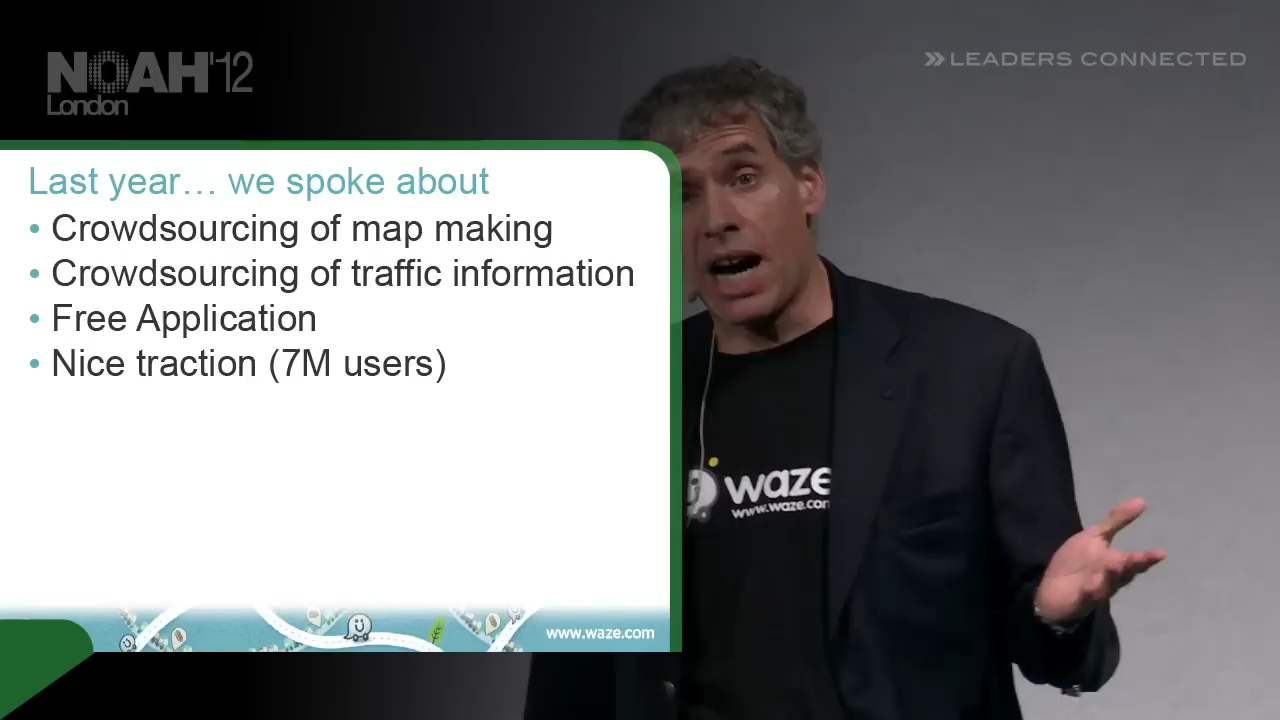 NOAH'12
London
LEADERS CONNECTED
Last year… we spoke about
• Crowdsourcing of map making
• Crowdsourcing of traffic information
• Free Application
• Nice traction (7M users)
waze
www.waze.com
www.waze.com